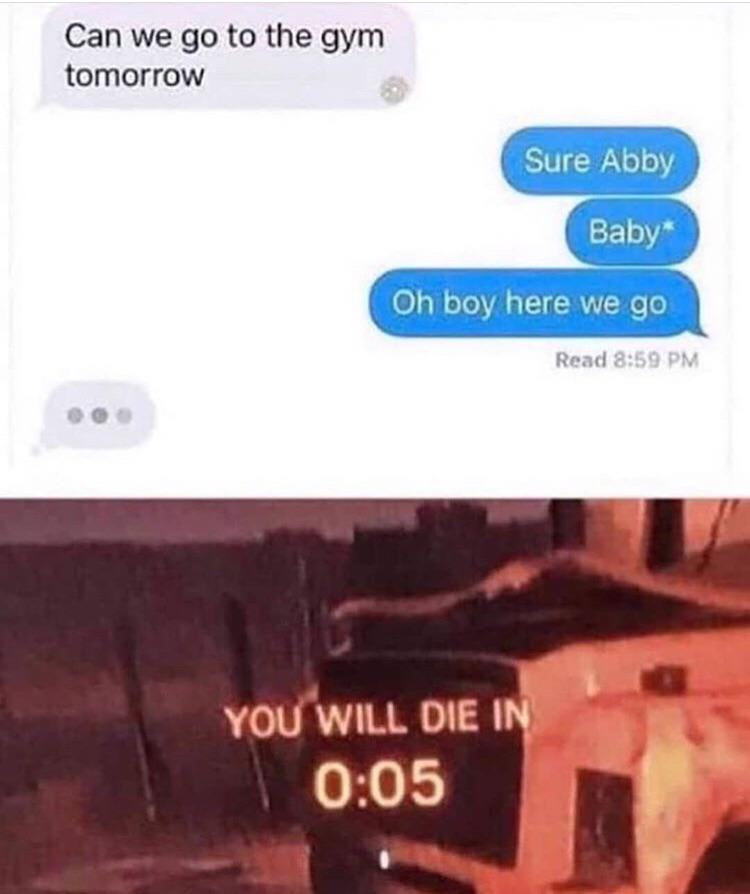 Can we go to the gym
tomorrow
Sure Abby
Baby*
Oh boy here we go
Read 8:59 PM
YOU WILL DIE IN
0:05